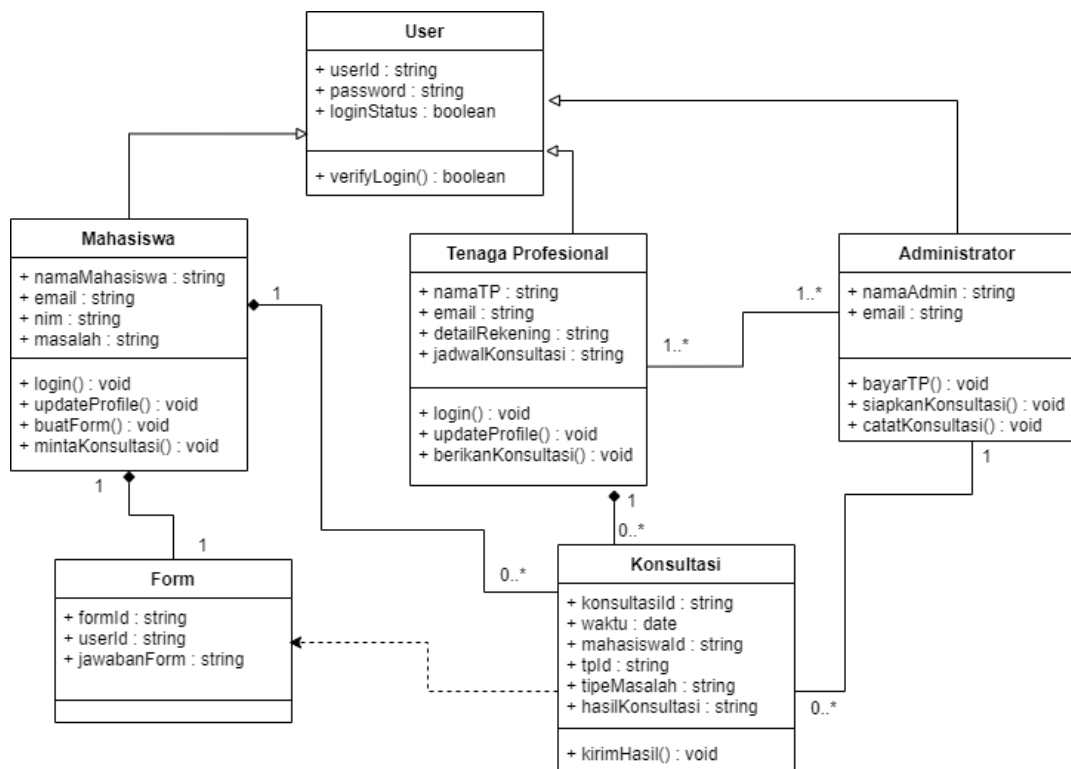 User
+ userId : string
+ password : string
+ loginStatus : boolean
+ verifyLogin() : boolean
Mahasiswa
+ namaMahasiswa : string
+ email : string
+ nim : string
+ masalah : string
+ login() : void
+ updateProfile() : void
+ buatForm() : void
+ mintaKonsultasi() : void
1
1
Tenaga Profesional
+ namaTP : string
+ email : string
+ detailRekening : string
+ jadwalKonsultasi : string
+ login() : void
+ updateProfile() : void
+ berikanKonsultasi() : void
1..*
1..*
1
0..*
Administrator
+ namaAdmin : string
+ email : string
+ bayarTP() : void
+ siapkanKonsultasi() : void
+ catatKonsultasi() : void
1
1
Form
+ formId : string
+ userId : string
+ jawabanForm : string
0..*
Konsultasi
+ konsultasiId : string
+ waktu : date
+ mahasiswaId : string
+ tpId : string
+ tipeMasalah : string
+ hasilKonsultasi : string
+ kirimHasil() : void
0..*